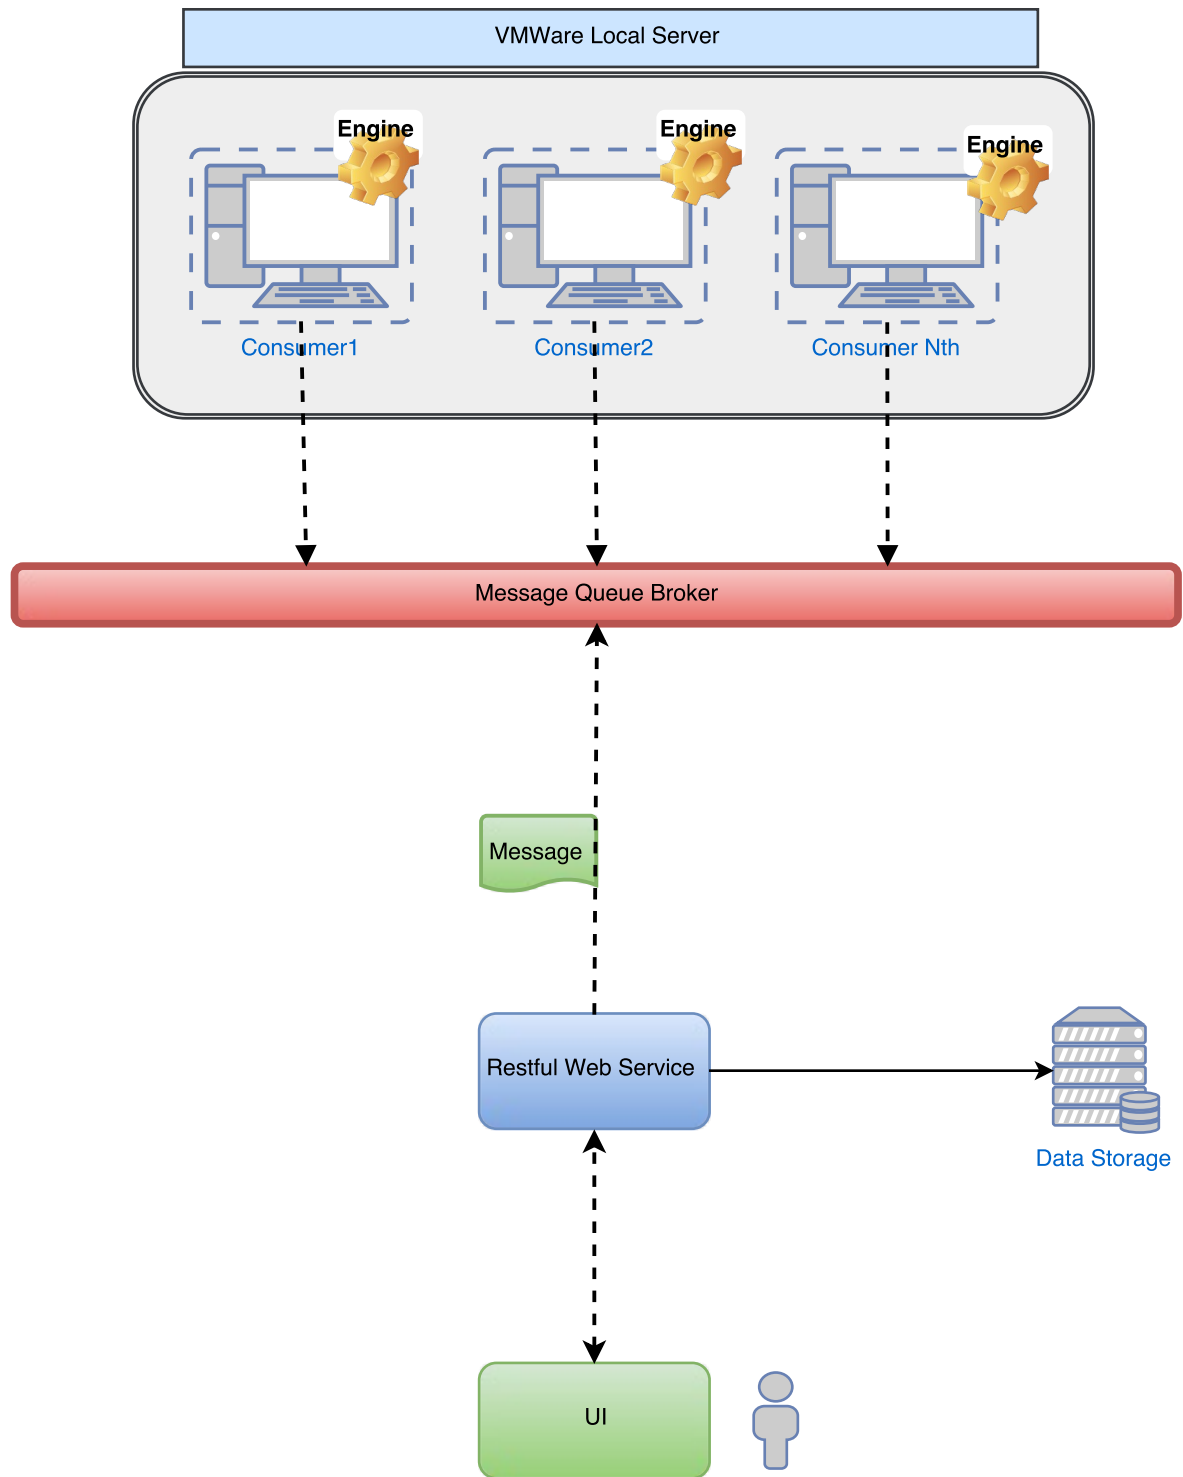 VMWare Local Server
Engine
Engine
Engine
Consumer1
Consumer2
Consumer Nth
Message Queue Broker
Message
Restful Web Service
Data Storage
UI